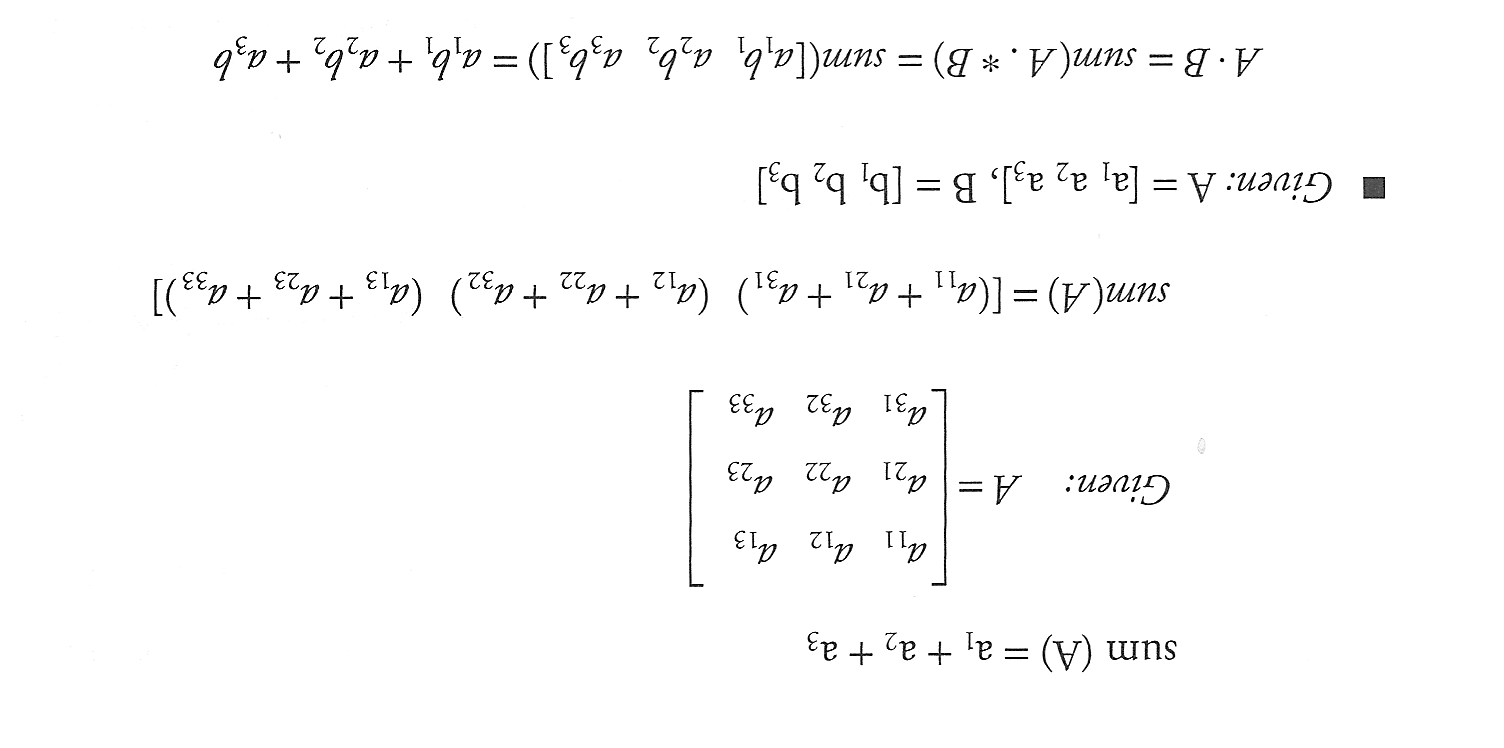 sum (A) = a₁ + a₂ + a₃
a₁₁ a₁₂ a₁₃
Given: A = [ a₂₁ a₂₂ a₂₃ ]
a₃₁ a₃₂ a₃₃
sum(A) = [(a₁₁ + a₂₁ + a₃₁) (a₁₂ + a₂₂ + a₃₂) (a₁₃ + a₂₃ + a₃₃)]
■ Given: A = [a₁ a₂ a₃], B = [b₁ b₂ b₃]
A · B = sum(A . * B) = sum([a₁b₁ a₂b₂ a₃b₃]) = a₁b₁ + a₂b₂ + a₃b